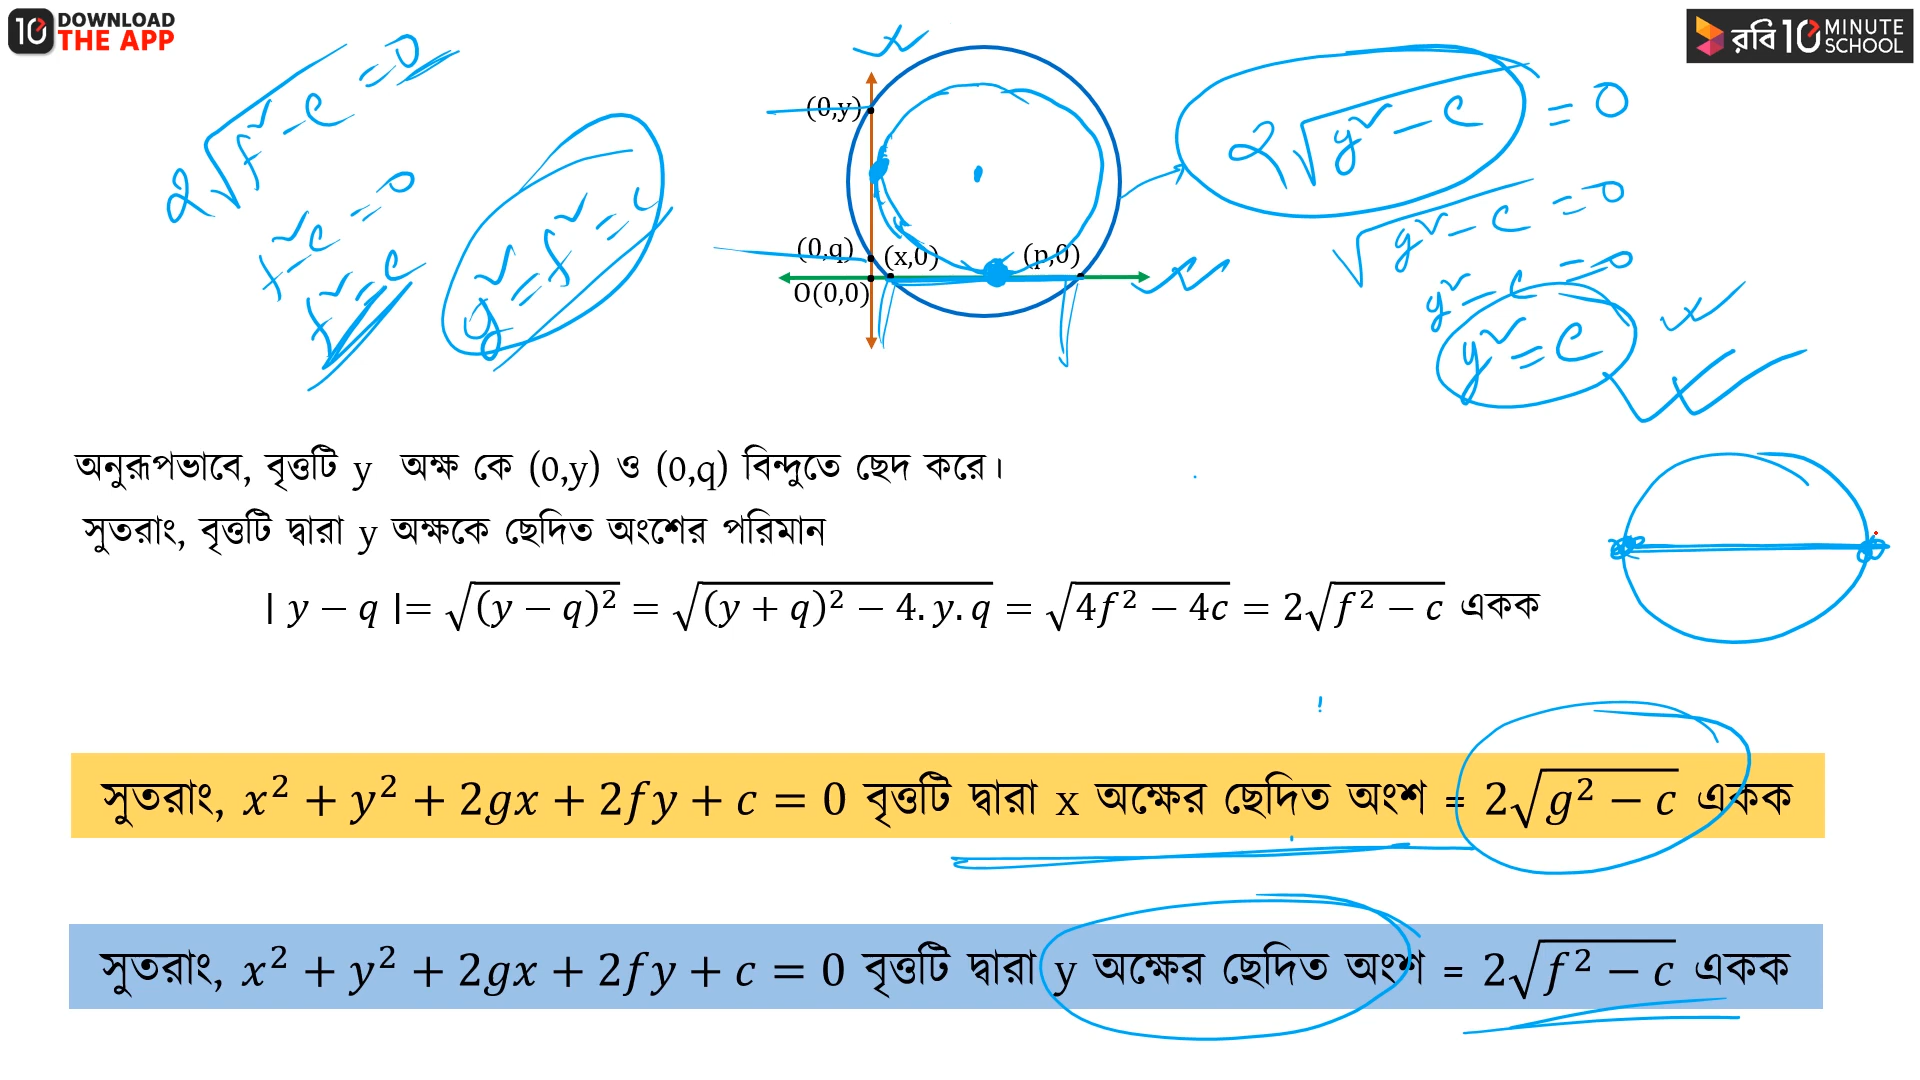 10 DOWNLOAD THE APP
রবি 10 MINUTE SCHOOL
2√(f² - c) = 0
f² - c = 0
f² = c
g² = f² = c
(0,y)
(0,q)
(x,0)
(p,0)
O(0,0)
2√(g² - c) = 0
√(g² - c) = 0
g² - c = 0
g² = c
অনুরূপভাবে, বৃত্তটি y অক্ষ কে (0,y) ও (0,q) বিন্দুতে ছেদ করে।
সুতরাং, বৃত্তটি দ্বারা y অক্ষকে ছেদিত অংশের পরিমান
| y − q |= √(y − q)² = √(y + q)² − 4. y. q = √4f² − 4c = 2√f² − c একক
সুতরাং, x² + y² + 2gx + 2fy + c = 0 বৃত্তটি দ্বারা x অক্ষের ছেদিত অংশ = 2√g² − c একক
সুতরাং, x² + y² + 2gx + 2fy + c = 0 বৃত্তটি দ্বারা y অক্ষের ছেদিত অংশ = 2√f² − c একক